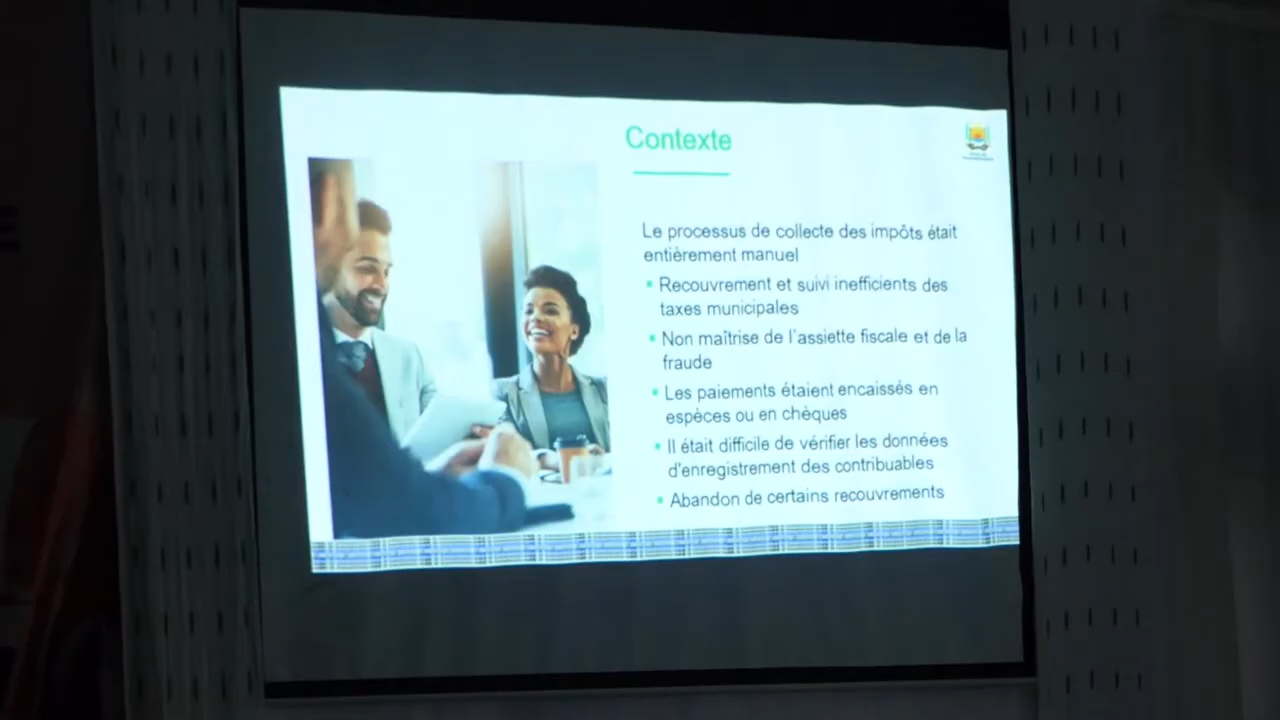 Contexte
Le processus de collecte des impôts était
entièrement manuel
Recouvrement et suivi inefficients des
taxes municipales
Non maîtrise de l'assiette fiscale et de la
fraude
Les paiements étaient encaissés en
espèces ou en chèques
Il était difficile de vérifier les données
d'enregistrement des contribuables
Abandon de certains recouvrements